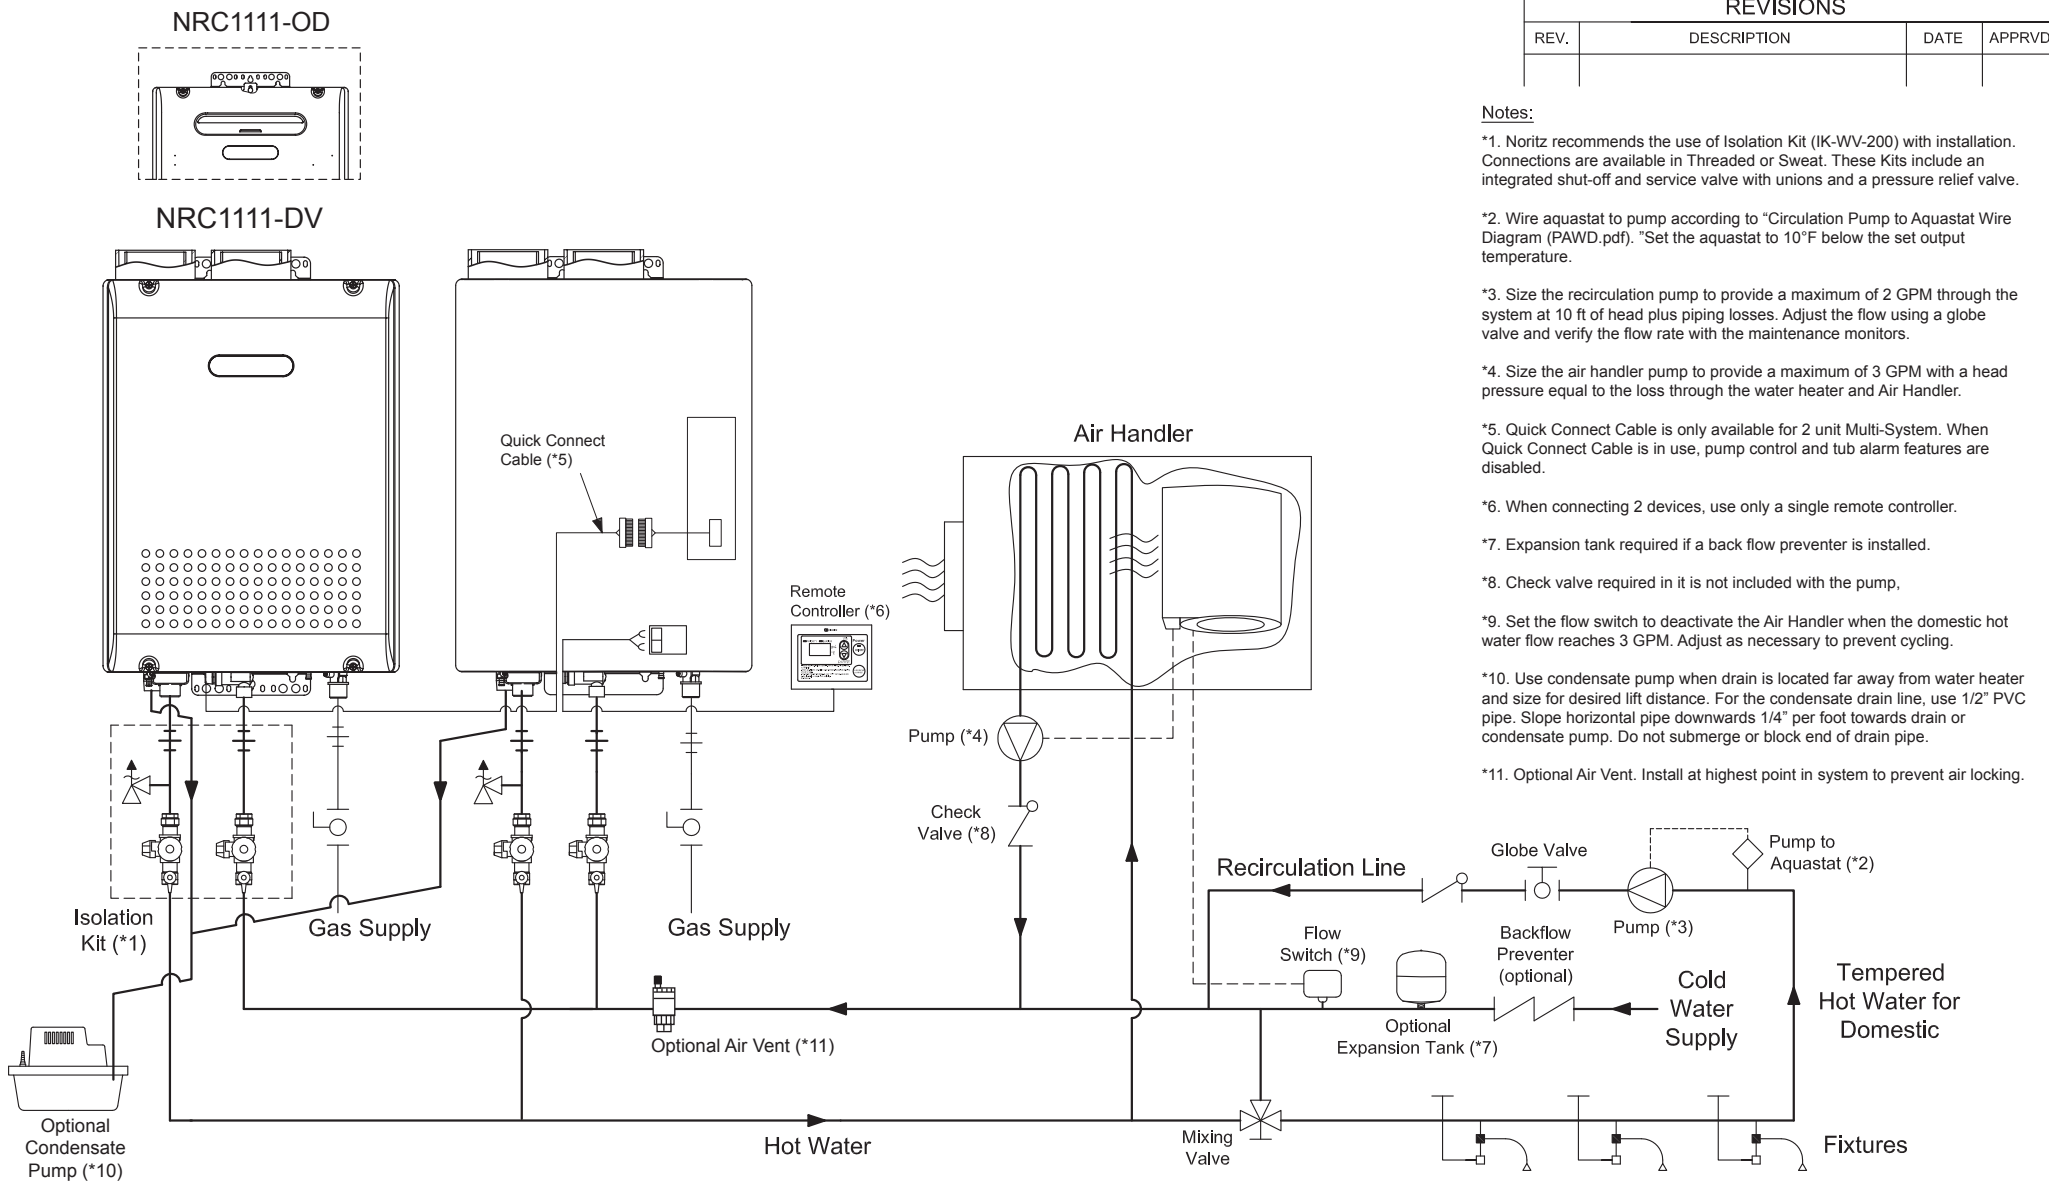 NRC1111-OD
NRC1111-DV
REVISIONS
REV. DESCRIPTION DATE APPRVD
Notes:
*1. Noritz recommends the use of Isolation Kit (IK-WV-200) with installation.
Connections are available in Threaded or Sweat. These Kits include an
integrated shut-off and service valve with unions and a pressure relief valve.
*2. Wire aquastat to pump according to “Circulation Pump to Aquastat Wire
Diagram (PAWD.pdf). ”Set the aquastat to 10°F below the set output
temperature.
*3. Size the recirculation pump to provide a maximum of 2 GPM through the
system at 10 ft of head plus piping losses. Adjust the flow using a globe
valve and verify the flow rate with the maintenance monitors.
*4. Size the air handler pump to provide a maximum of 3 GPM with a head
pressure equal to the loss through the water heater and Air Handler.
*5. Quick Connect Cable is only available for 2 unit Multi-System. When
Quick Connect Cable is in use, pump control and tub alarm features are
disabled.
*6. When connecting 2 devices, use only a single remote controller.
*7. Expansion tank required if a back flow preventer is installed.
*8. Check valve required in it is not included with the pump,
*9. Set the flow switch to deactivate the Air Handler when the domestic hot
water flow reaches 3 GPM. Adjust as necessary to prevent cycling.
*10. Use condensate pump when drain is located far away from water heater
and size for desired lift distance. For the condensate drain line, use 1/2” PVC
pipe. Slope horizontal pipe downwards 1/4” per foot towards drain or
condensate pump. Do not submerge or block end of drain pipe.
*11. Optional Air Vent. Install at highest point in system to prevent air locking.
Quick Connect
Cable (*5)
Remote
Controller (*6)
Air Handler
Pump (*4)
Check
Valve (*8)
Isolation
Kit (*1)
Gas Supply
Gas Supply
Recirculation Line
Globe Valve
Pump to
Aquastat (*2)
Pump (*3)
Flow
Switch (*9)
Backflow
Preventer
(optional)
Cold
Water
Supply
Tempered
Hot Water for
Domestic
Optional
Expansion Tank (*7)
Optional Air Vent (*11)
Optional
Condensate
Pump (*10)
Hot Water
Mixing
Valve
Fixtures